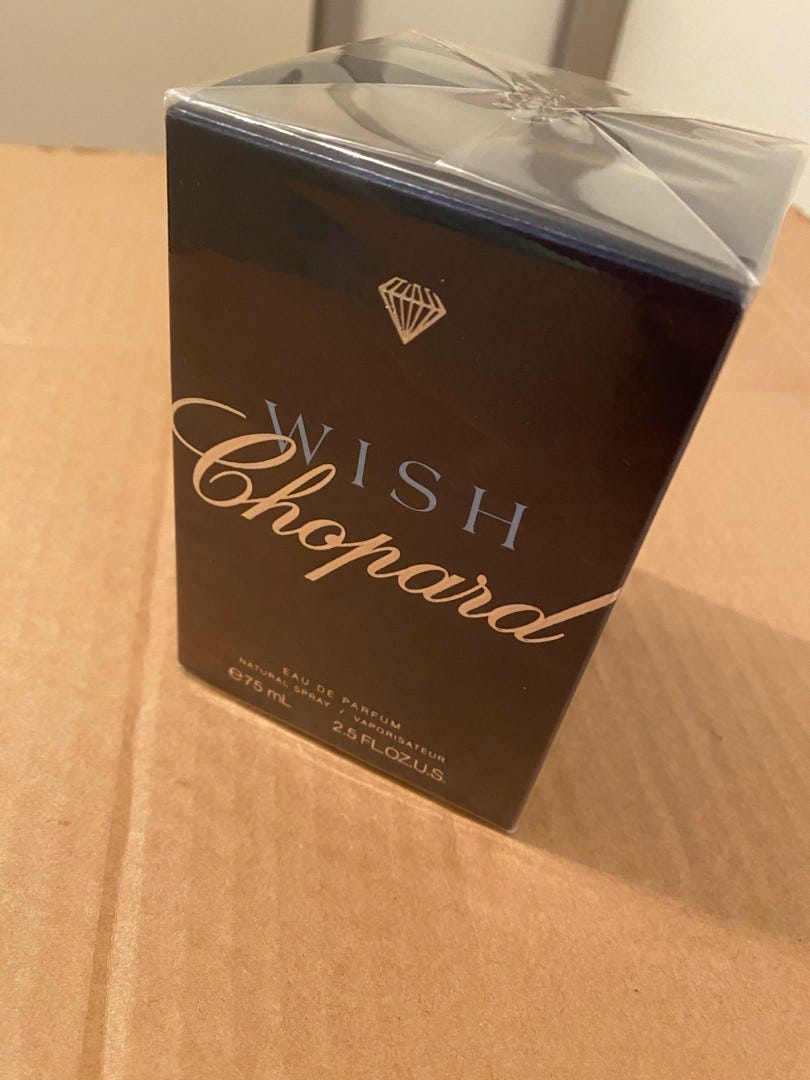 WISH
Chopard
EAU DE PARFUM
NATURAL SPRAY / VAPORISATEUR
℮75 mL 2.5 FL.OZ.U.S.